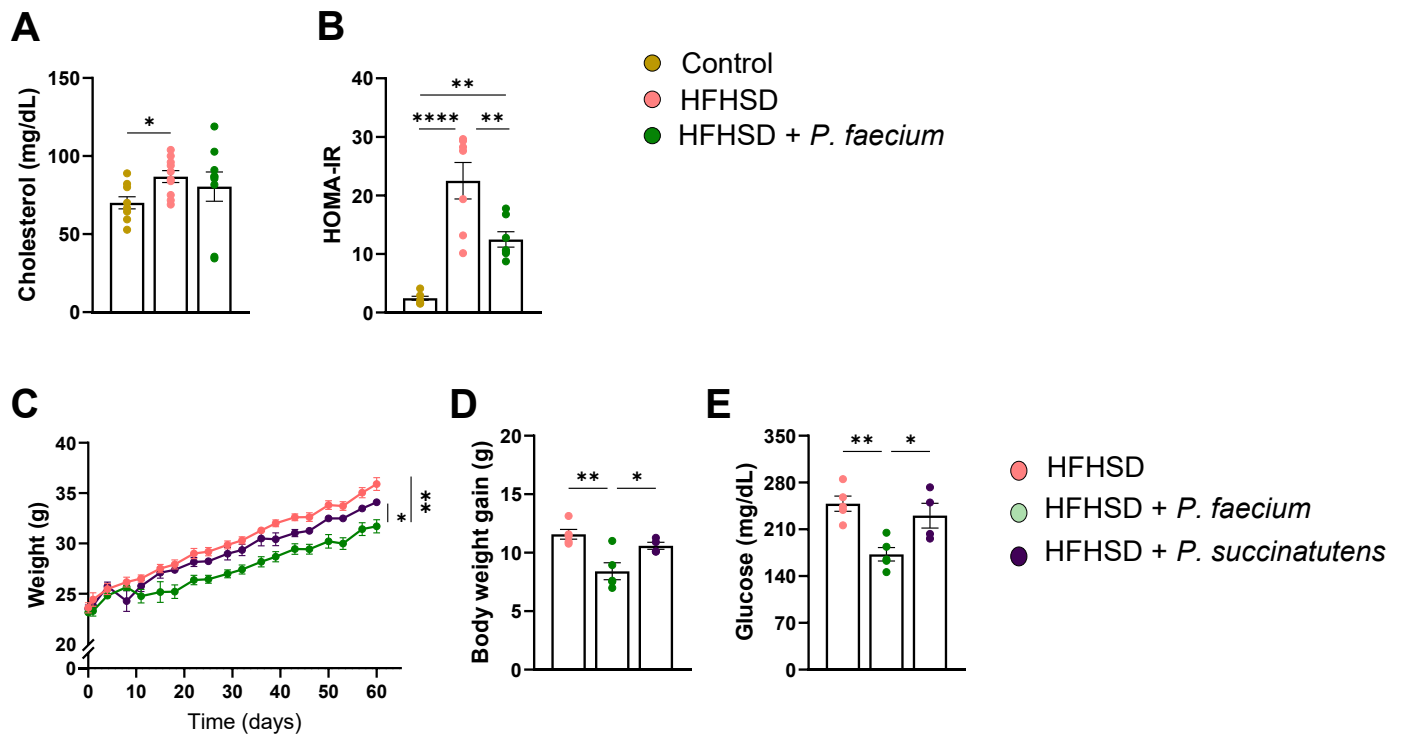 A
B
Cholesterol (mg/dL)
150
100
50
0
*
HOMA-IR
40
30
20
10
0
**
****
**
Control
HFHSD
HFHSD + P. faecium
C
D
E
Weight (g)
40
35
30
25
20
0
0
10
20
30
40
50
60
Time (days)
*
**
Body weight gain (g)
20
15
10
5
0
**
*
Glucose (mg/dL)
350
280
210
140
70
0
**
*
HFHSD
HFHSD + P. faecium
HFHSD + P. succinatutens